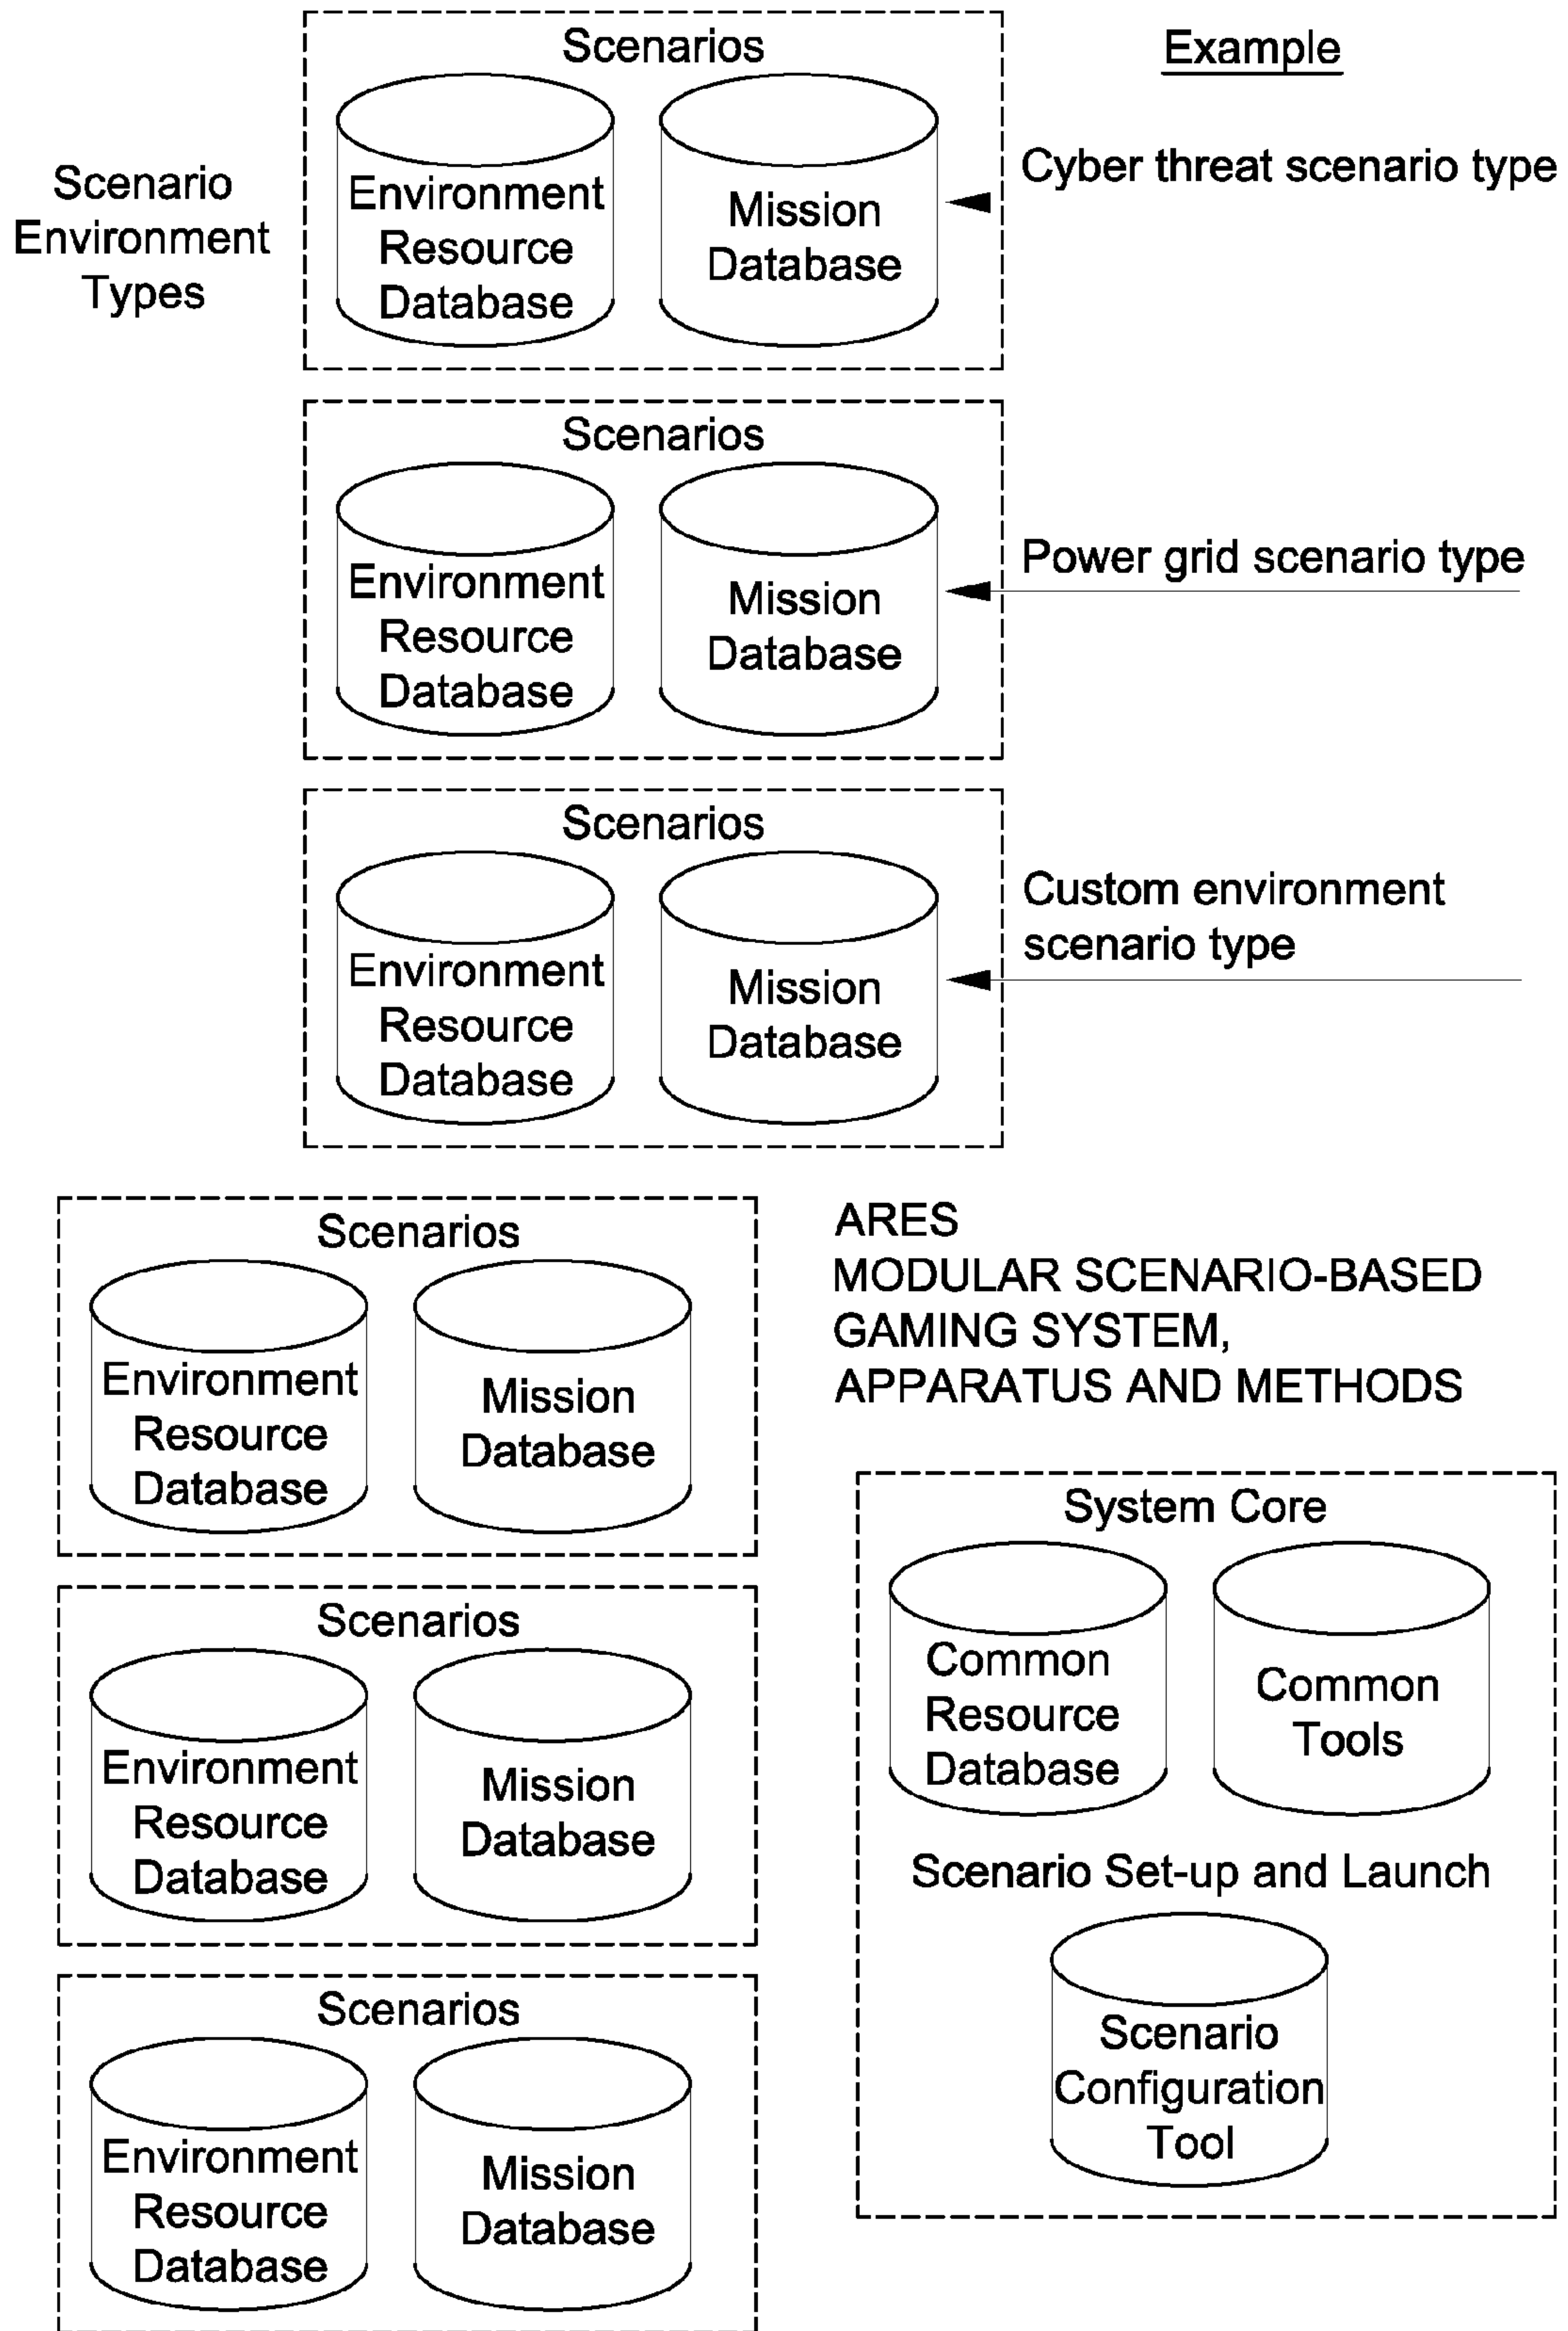 Scenarios
Example
Scenario
Environment
Types
Environment
Resource
Database
Mission
Database
Cyber threat scenario type
Scenarios
Environment
Resource
Database
Mission
Database
Power grid scenario type
Scenarios
Environment
Resource
Database
Mission
Database
Custom environment
scenario type
Scenarios
Environment
Resource
Database
Mission
Database
ARES
MODULAR SCENARIO-BASED
GAMING SYSTEM,
APPARATUS AND METHODS
Scenarios
Environment
Resource
Database
Mission
Database
Scenarios
Environment
Resource
Database
Mission
Database
System Core
Common
Resource
Database
Common
Tools
Scenario Set-up and Launch
Scenario
Configuration
Tool